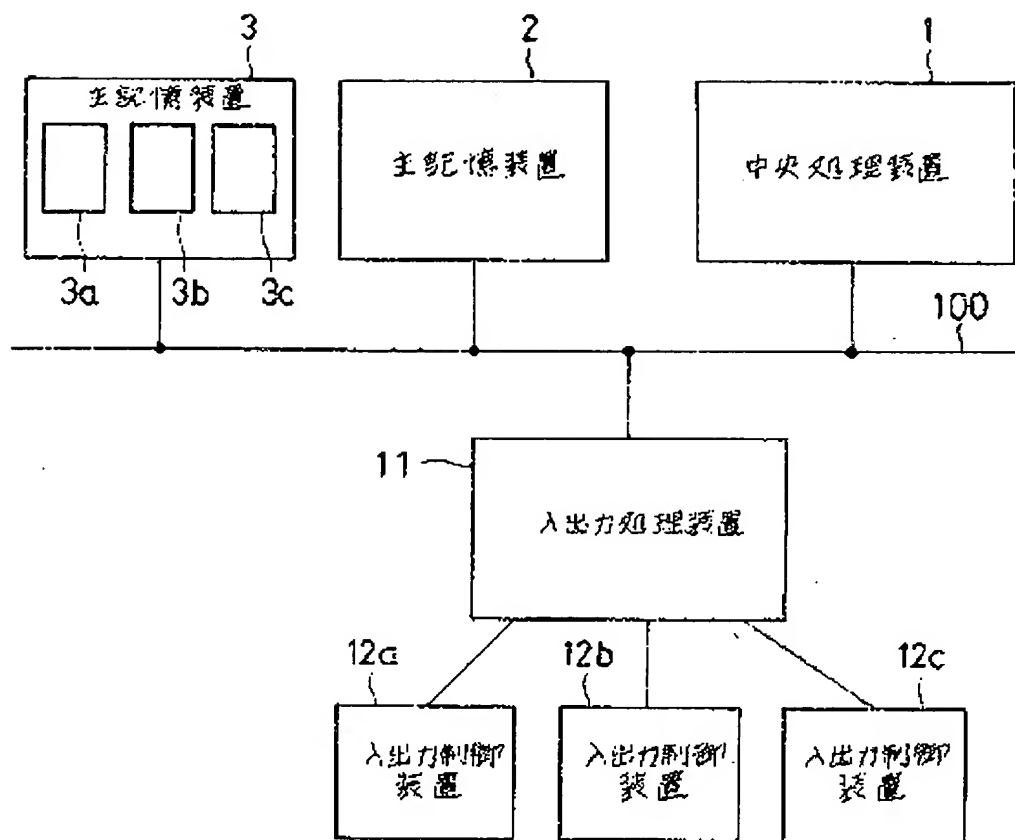 3
2
1
主記憶装置
主記憶装置
中央処理装置
3a
3b
3c
100
11
入出力処理装置
12a
12b
12c
入出力制御
装置
入出力制御
装置
入出力制御
装置